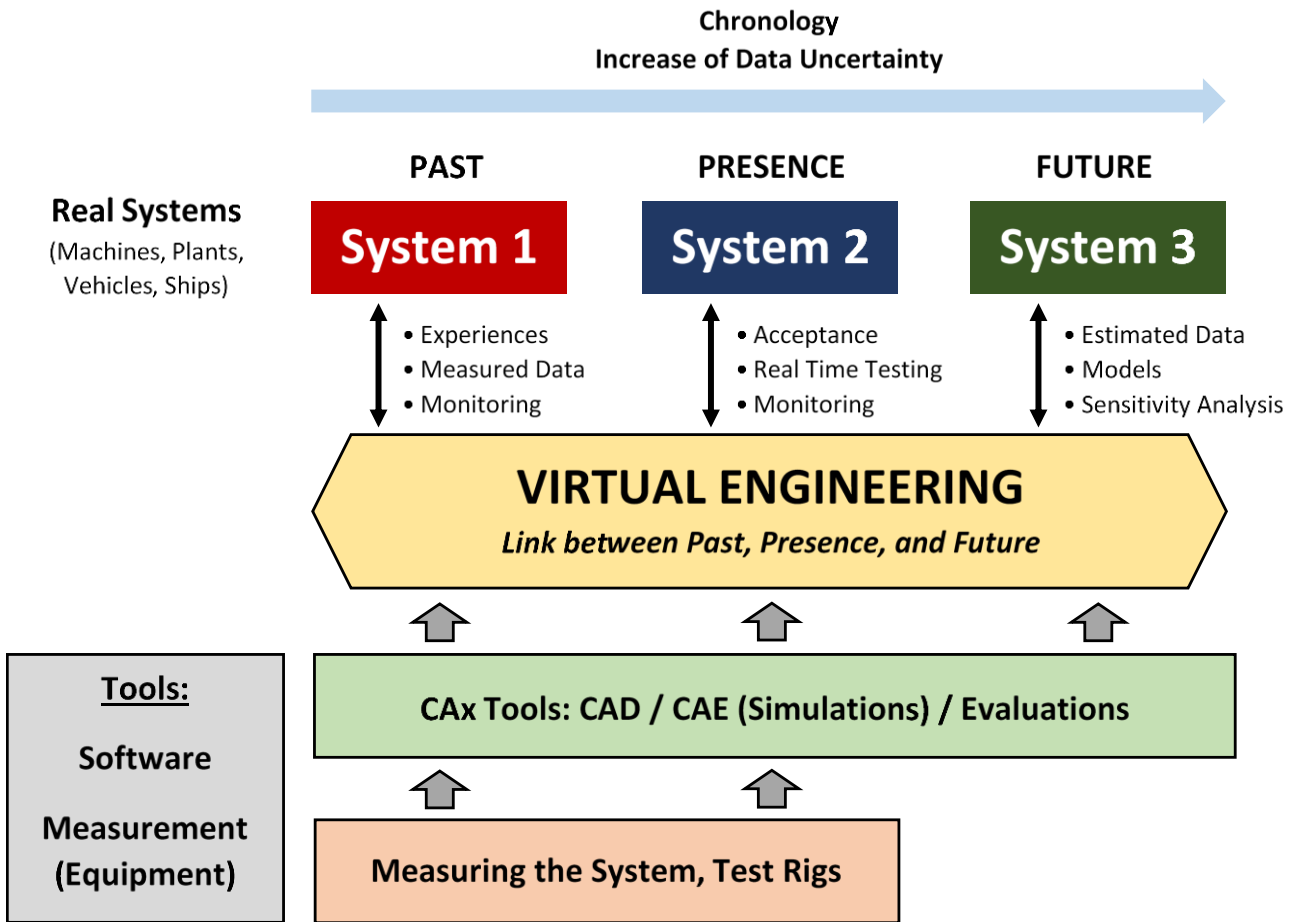 Chronology
Increase of Data Uncertainty
PAST
PRESENCE
FUTURE
Real Systems
(Machines, Plants,
Vehicles, Ships)
System 1
System 2
System 3
• Experiences
• Measured Data
• Monitoring
• Acceptance
• Real Time Testing
• Monitoring
• Estimated Data
• Models
• Sensitivity Analysis
VIRTUAL ENGINEERING
Link between Past, Presence, and Future
Tools:
Software
Measurement
(Equipment)
CAx Tools: CAD / CAE (Simulations) / Evaluations
Measuring the System, Test Rigs